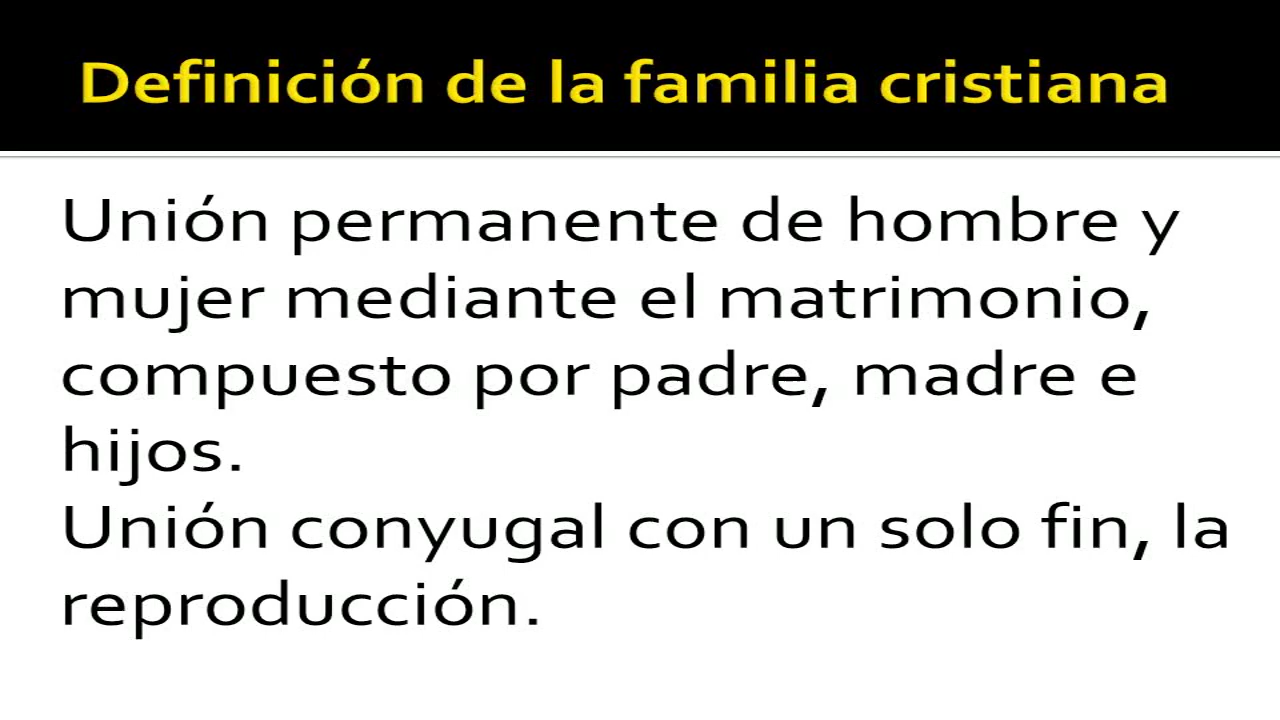 Definición de la familia cristiana
Unión permanente de hombre y
mujer mediante el matrimonio,
compuesto por padre, madre e
hijos.
Unión conyugal con un solo fin, la
reproducción.